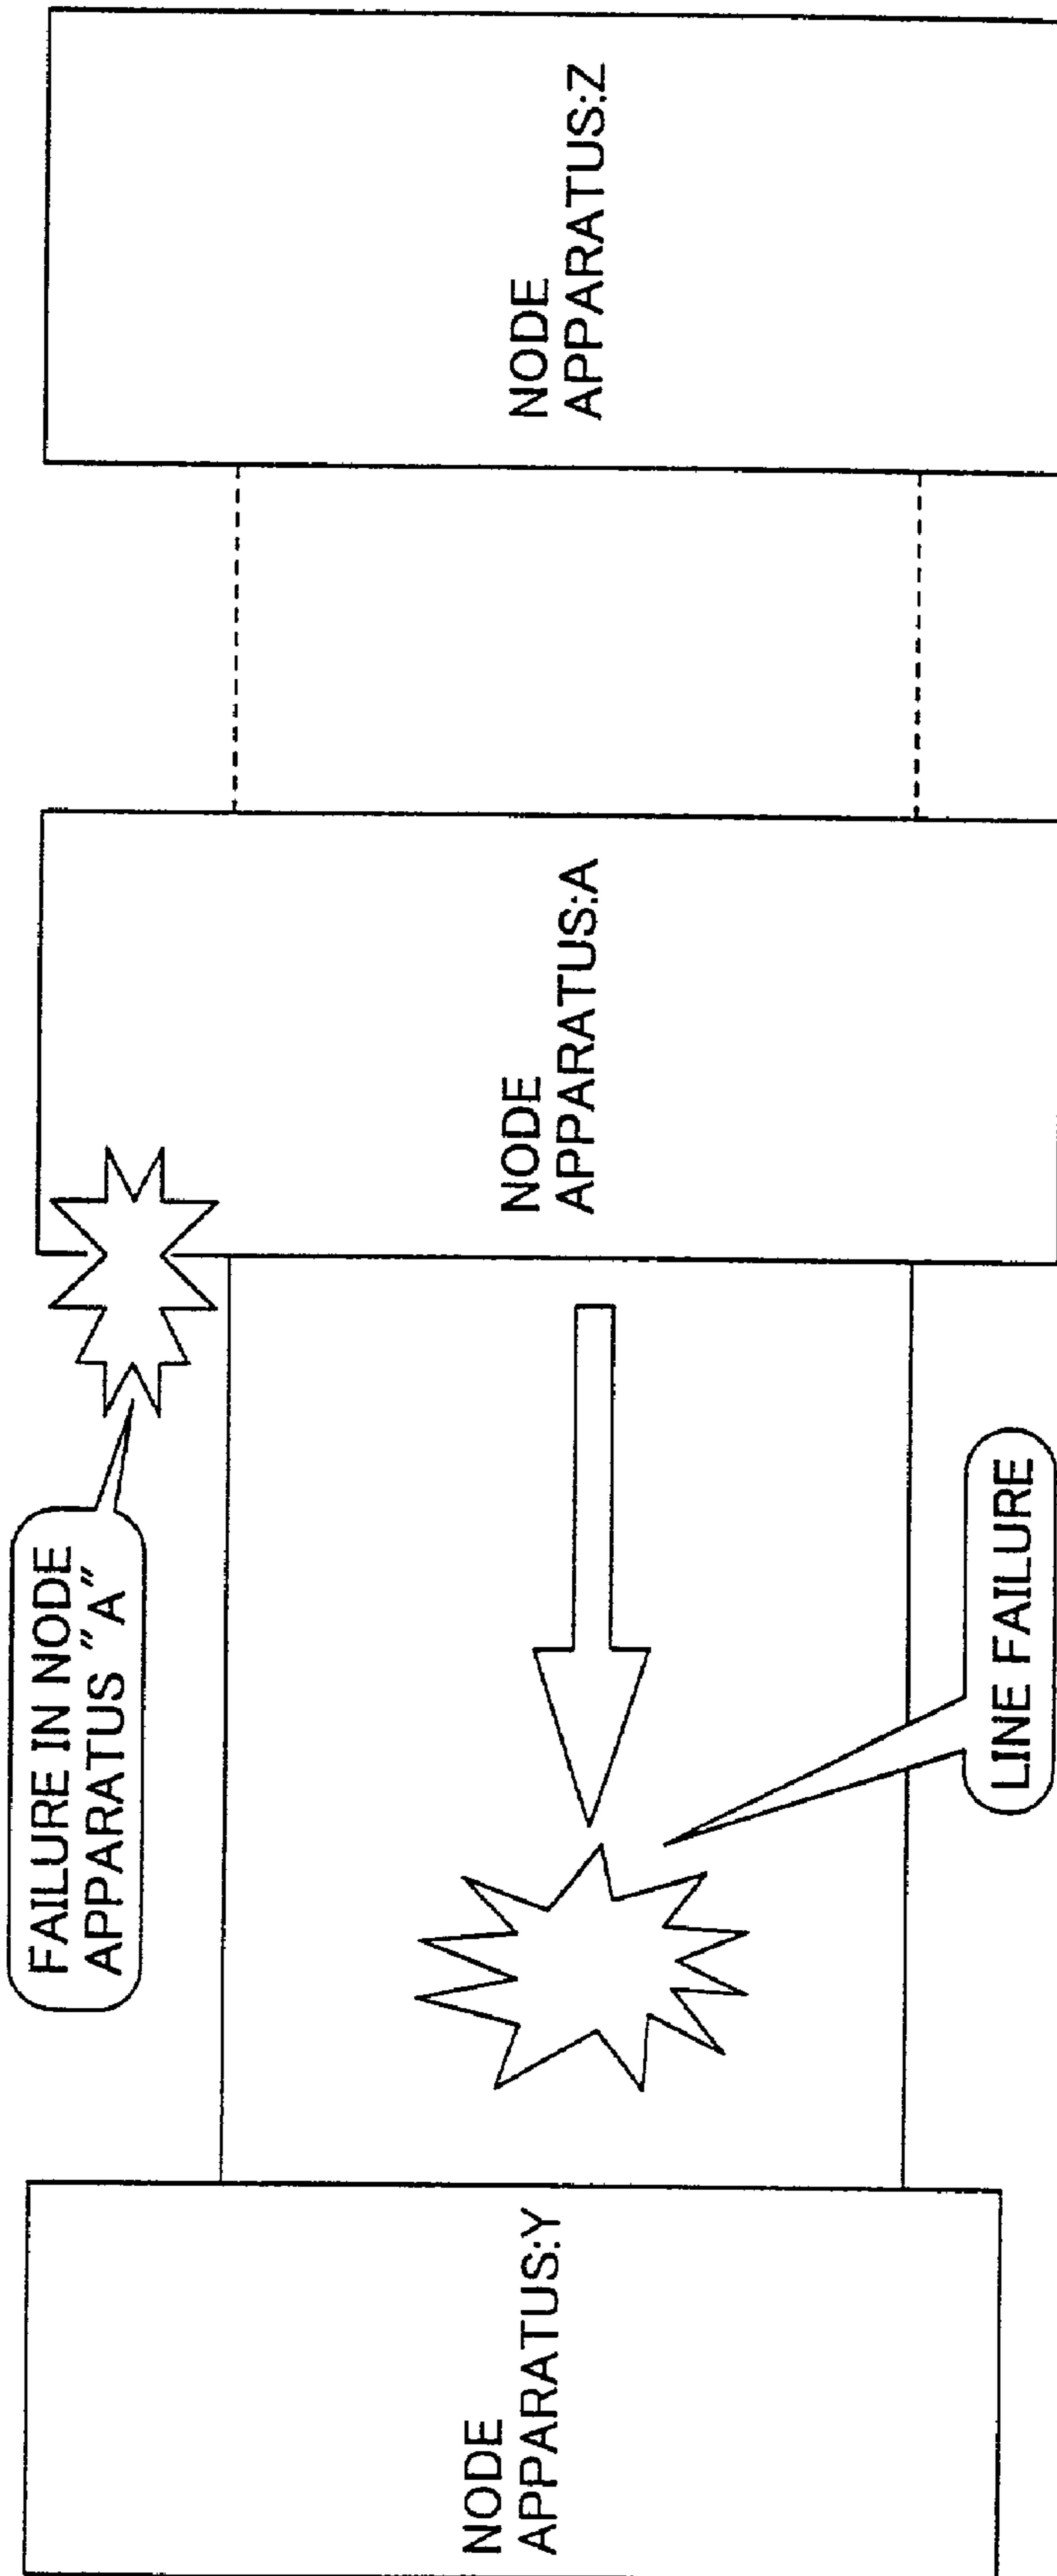 FAILURE IN NODE
APPARATUS "A"
NODE
APPARATUS:Y
LINE FAILURE
NODE
APPARATUS:A
NODE
APPARATUS:Z